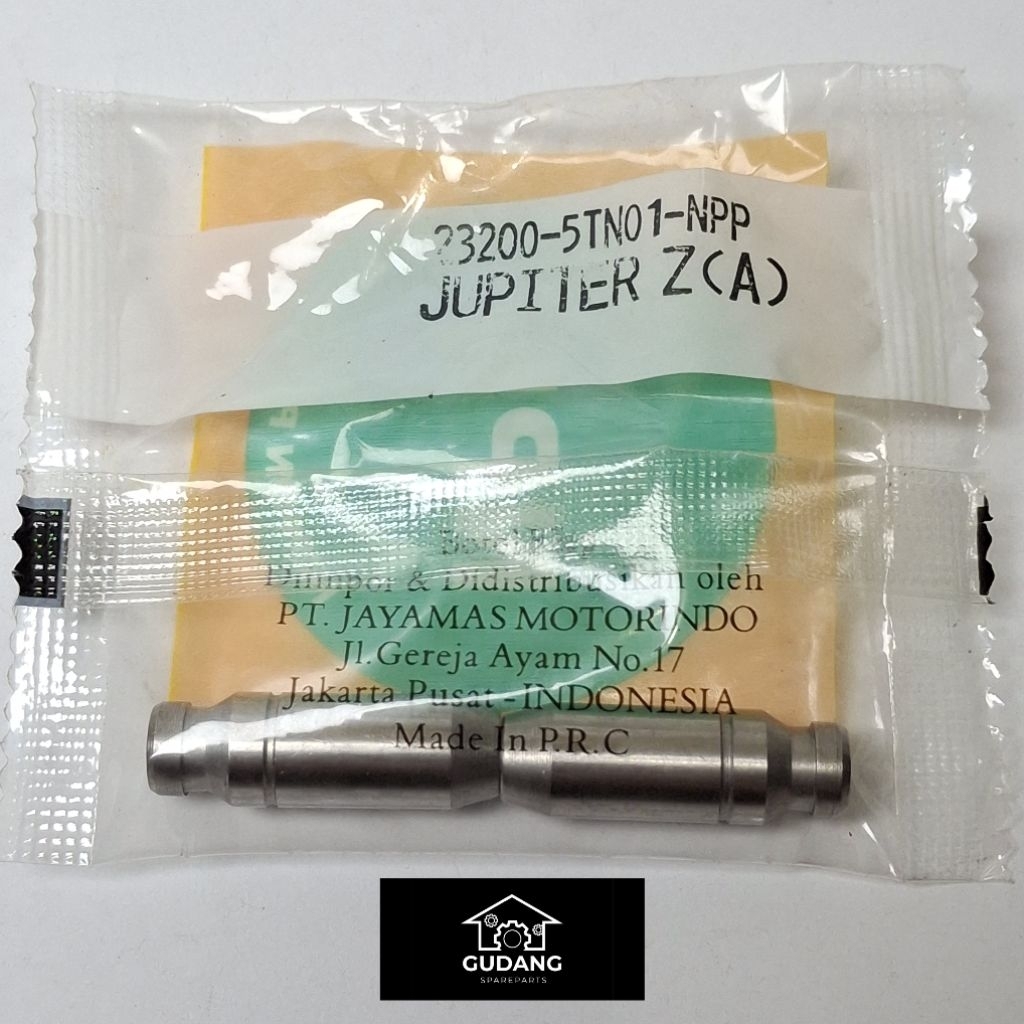 23200-5TN01-NPP
JUPITER Z(A)
Diimpor & Didistribusikan oleh
PT. JAYAMAS MOTORINDO
Jl.Gereja Ayam No.17
Jakarta Pusat -INDONESIA
Made In P.R.C
GUDANG
SPAREPARTS